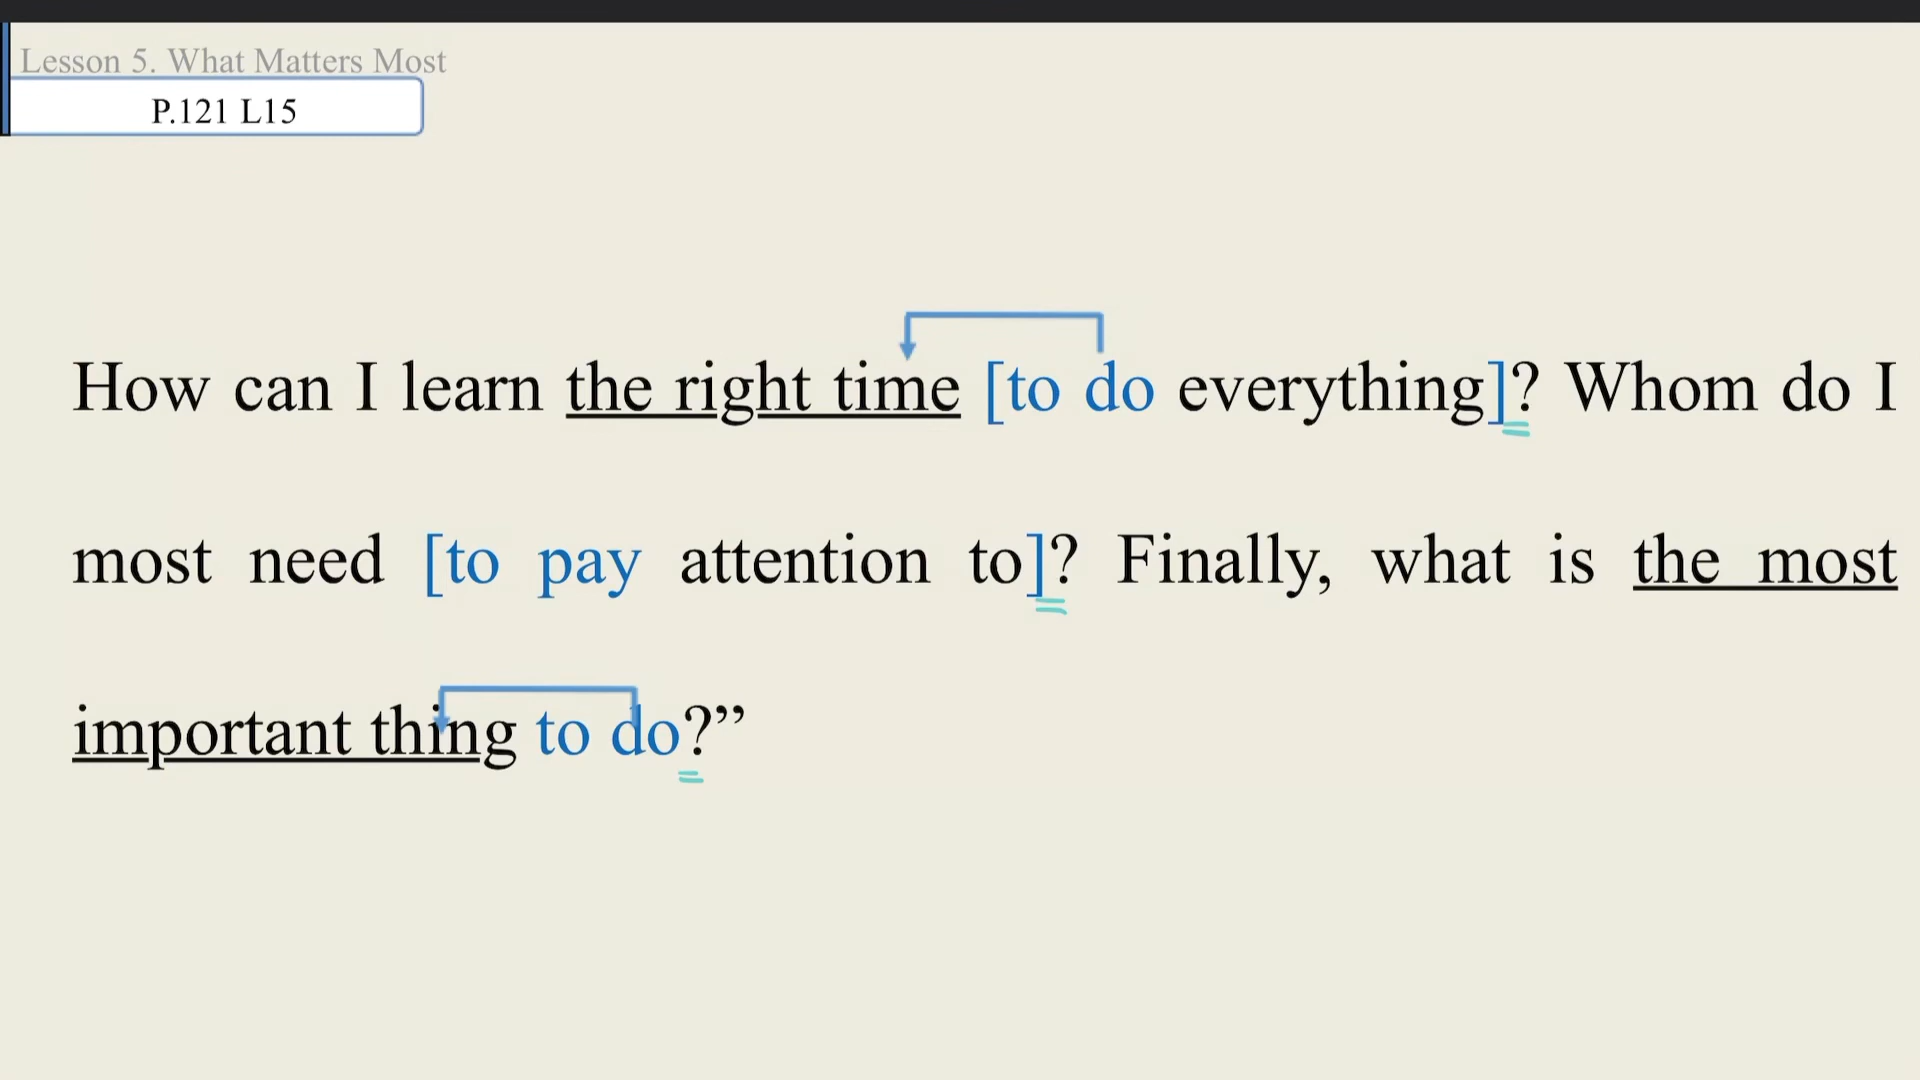 Lesson 5. What Matters Most
P.121 L15
How can I learn the right time [to do everything]? Whom do I
most need [to pay attention to]? Finally, what is the most
important thing to do?”